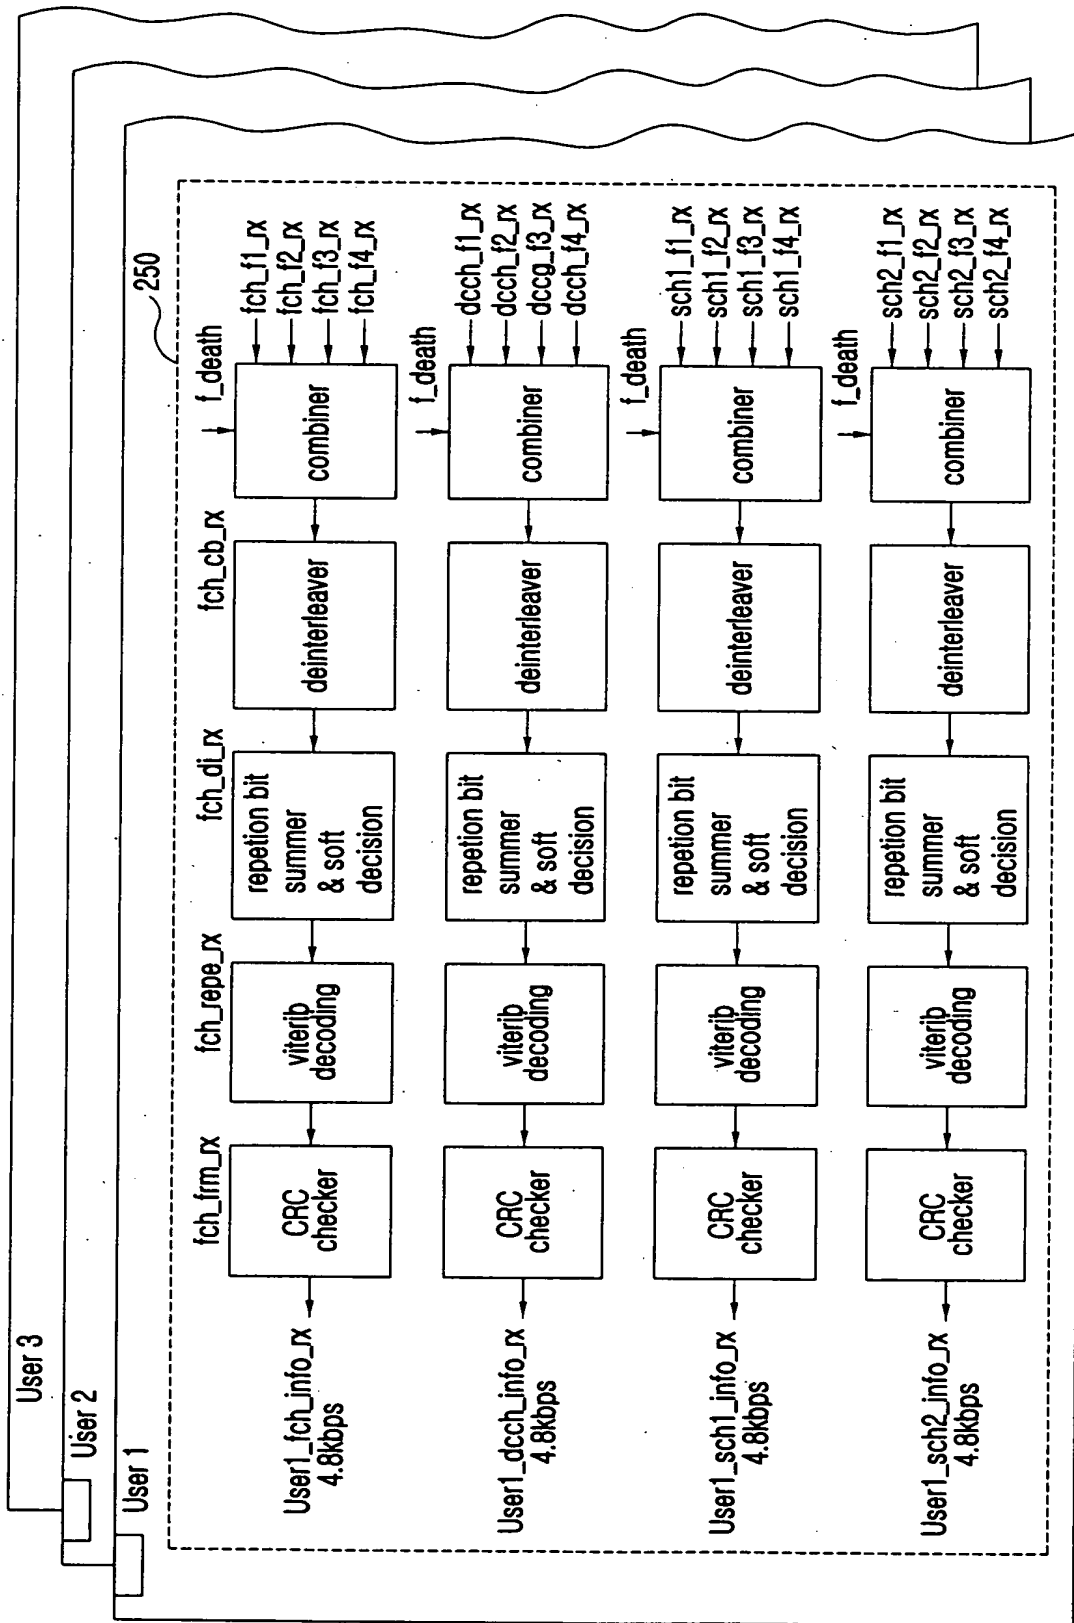 User 3
User 2
User 1
250
fch_frm_rx
fch_repe_rx
fch_di_rx
fch_cb_rx
f_death
User1_fch_info_rx
4.8kbps
CRC
checker
viterib
decoding
repetion bit
summer
& soft
decision
deinterleaver
combiner
fch_f1_rx
fch_f2_rx
fch_f3_rx
fch_f4_rx
f_death
User1_dcch_info_rx
4.8kbps
CRC
checker
viterib
decoding
repetion bit
summer
& soft
decision
deinterleaver
combiner
dcch_f1_rx
dcch_f2_rx
dccg_f3_rx
dcch_f4_rx
f_death
User1_sch1_info_rx
4.8kbps
CRC
checker
viterib
decoding
repetion bit
summer
& soft
decision
deinterleaver
combiner
sch1_f1_rx
sch1_f2_rx
sch1_f3_rx
sch1_f4_rx
f_death
User1_sch2_info_rx
4.8kbps
CRC
checker
viterib
decoding
repetion bit
summer
& soft
decision
deinterleaver
combiner
sch2_f1_rx
sch2_f2_rx
sch2_f3_rx
sch2_f4_rx